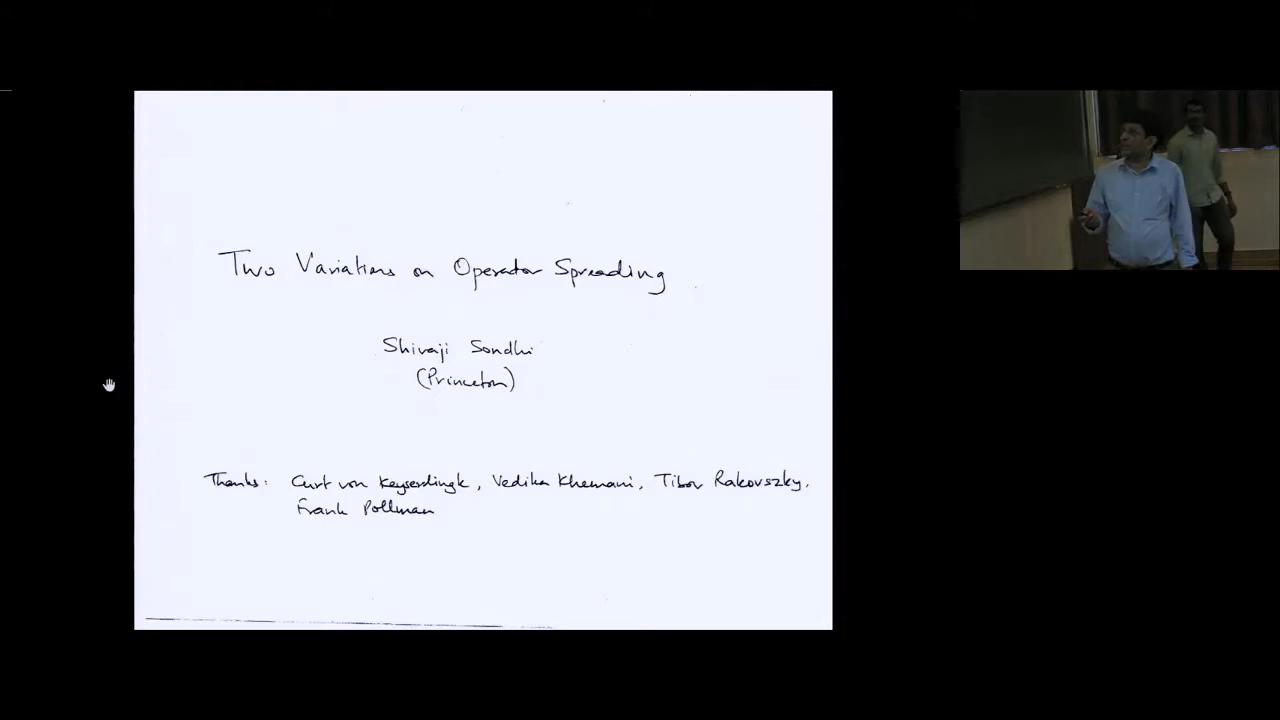 Two Variations on Operator Spreading
Shivaji Sondhi
(Princeton)
Thanks: Curt von Keyserlingk, Vedika Khemani, Tibor Rakovszky,
Frank Pollman